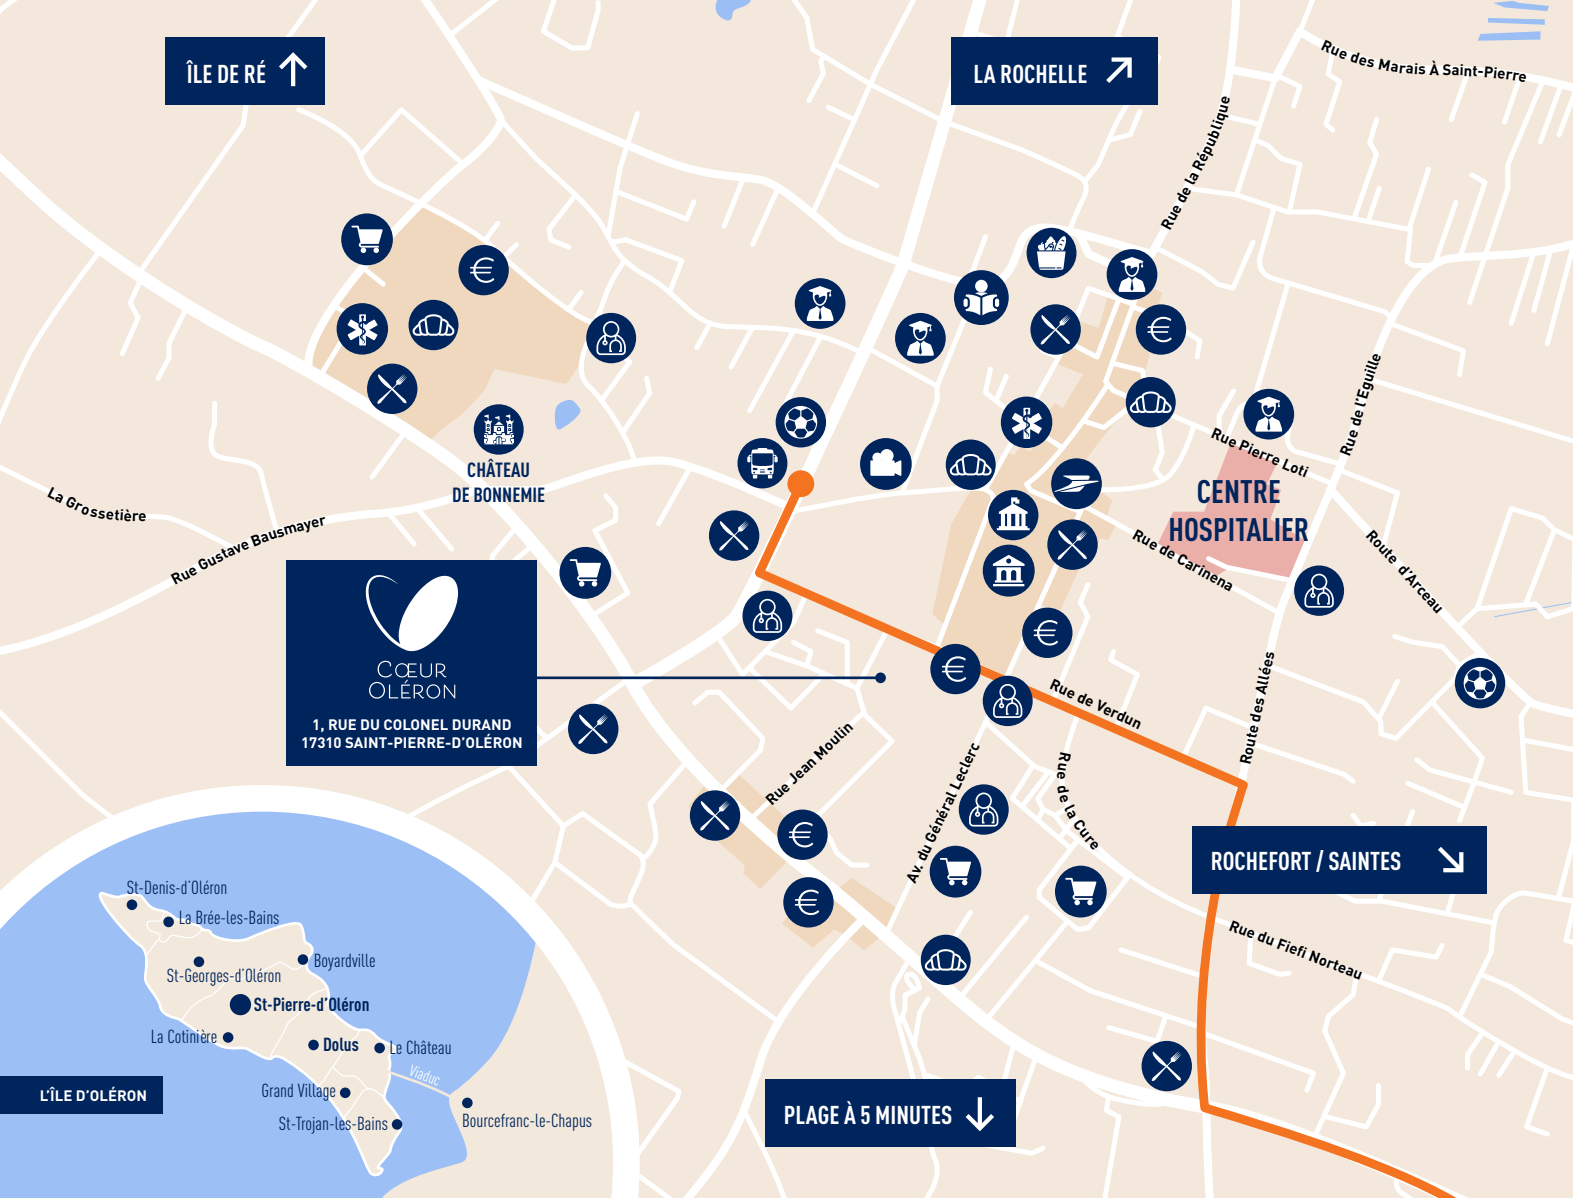 ÎLE DE RÉ
LA ROCHELLE
Rue des Marais À Saint-Pierre
Rue de la République
Rue de l'Eguille
Rue Pierre Loti
CHÂTEAU
DE BONNEMIE
La Grossetière
Rue Gustave Bausmayer
CENTRE
HOSPITALIER
Rue de Carinena
Route d'Arceau
CŒUR
OLÉRON
1, RUE DU COLONEL DURAND
17310 SAINT-PIERRE-D'OLÉRON
Rue de Verdun
Route des Allées
Rue Jean Moulin
Av. du Général Leclerc
Rue de la Cure
ROCHEFORT / SAINTES
Rue du Fiefi Norteau
St-Denis-d'Oléron
La Brée-les-Bains
Boyardville
St-Georges-d'Oléron
St-Pierre-d'Oléron
La Cotinière
Dolus
Le Château
Viaduc
L'ÎLE D'OLÉRON
Grand Village
St-Trojan-les-Bains
Bourcefranc-le-Chapus
PLAGE À 5 MINUTES